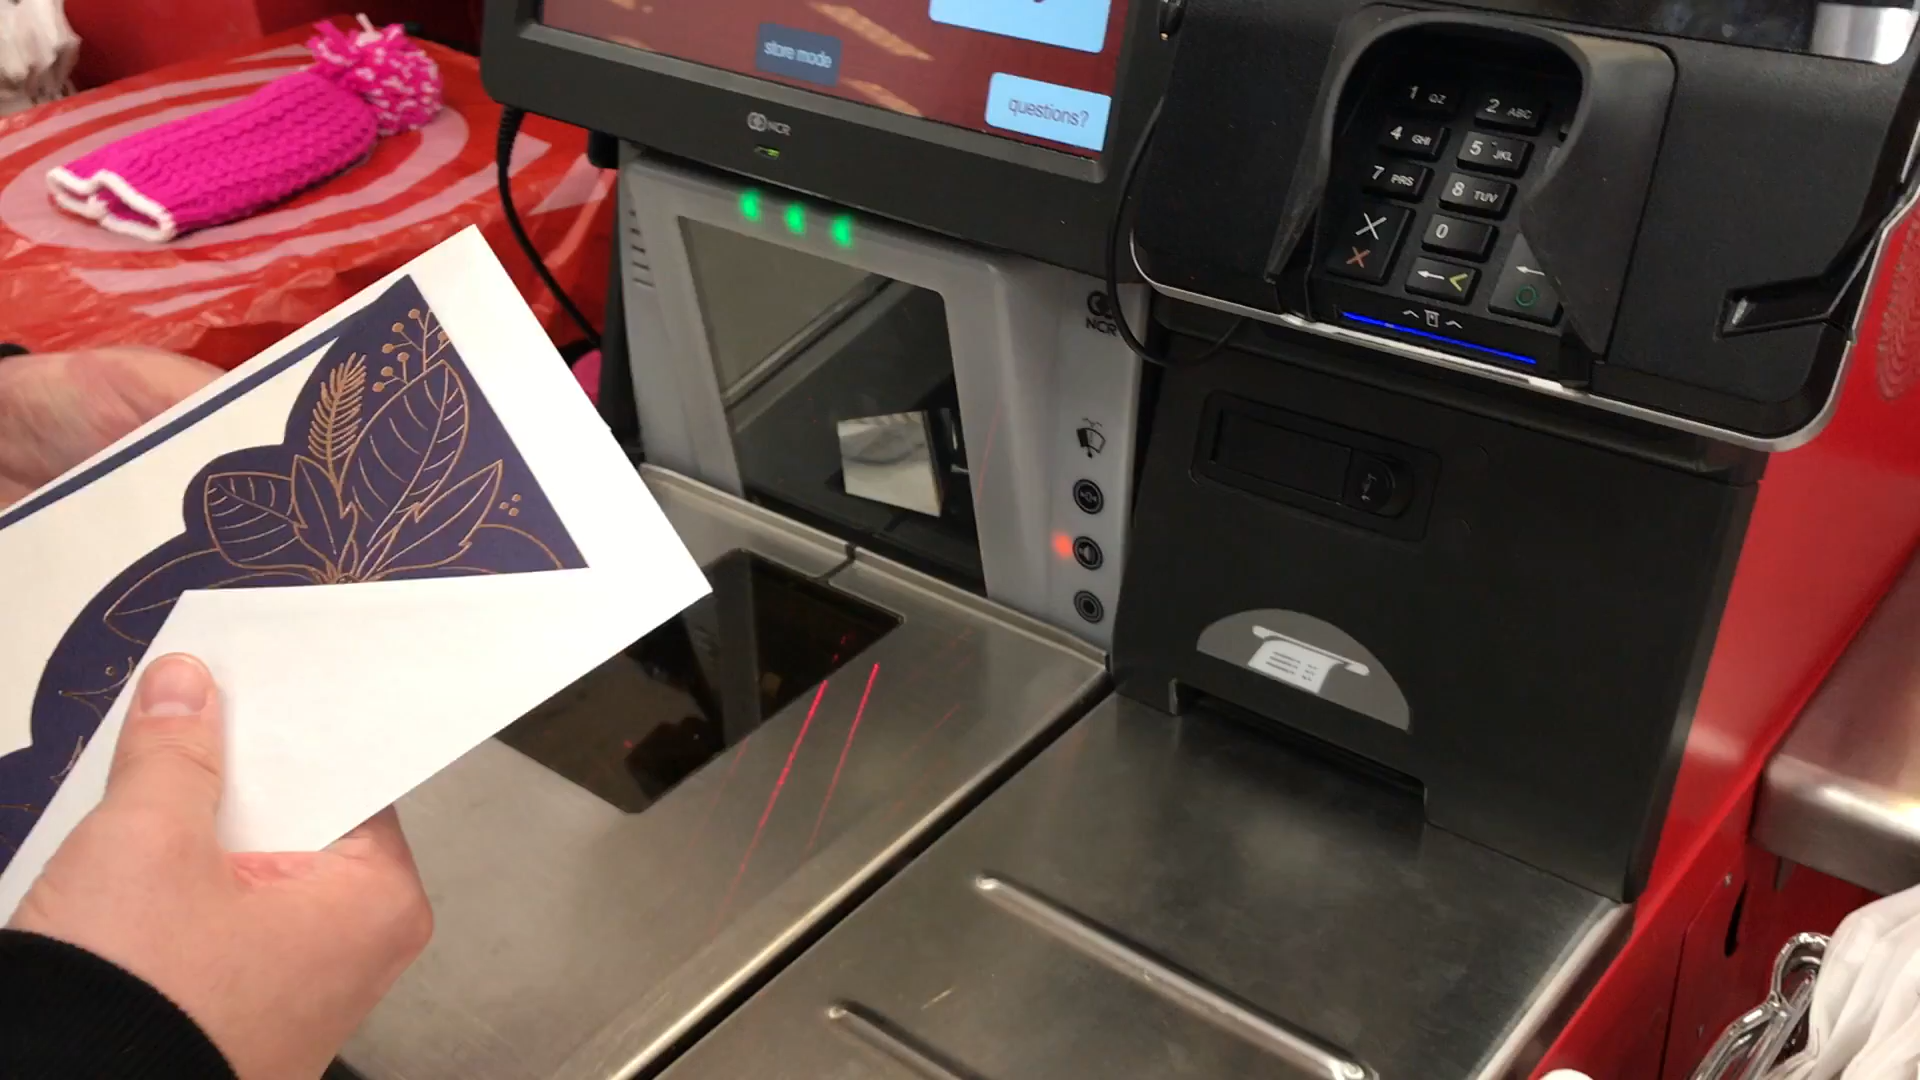 store mode
questions?
NCR
NCR
1 QZ
2 ABC
4 GHI
5 JKL
7 PRS
8 TUV
0